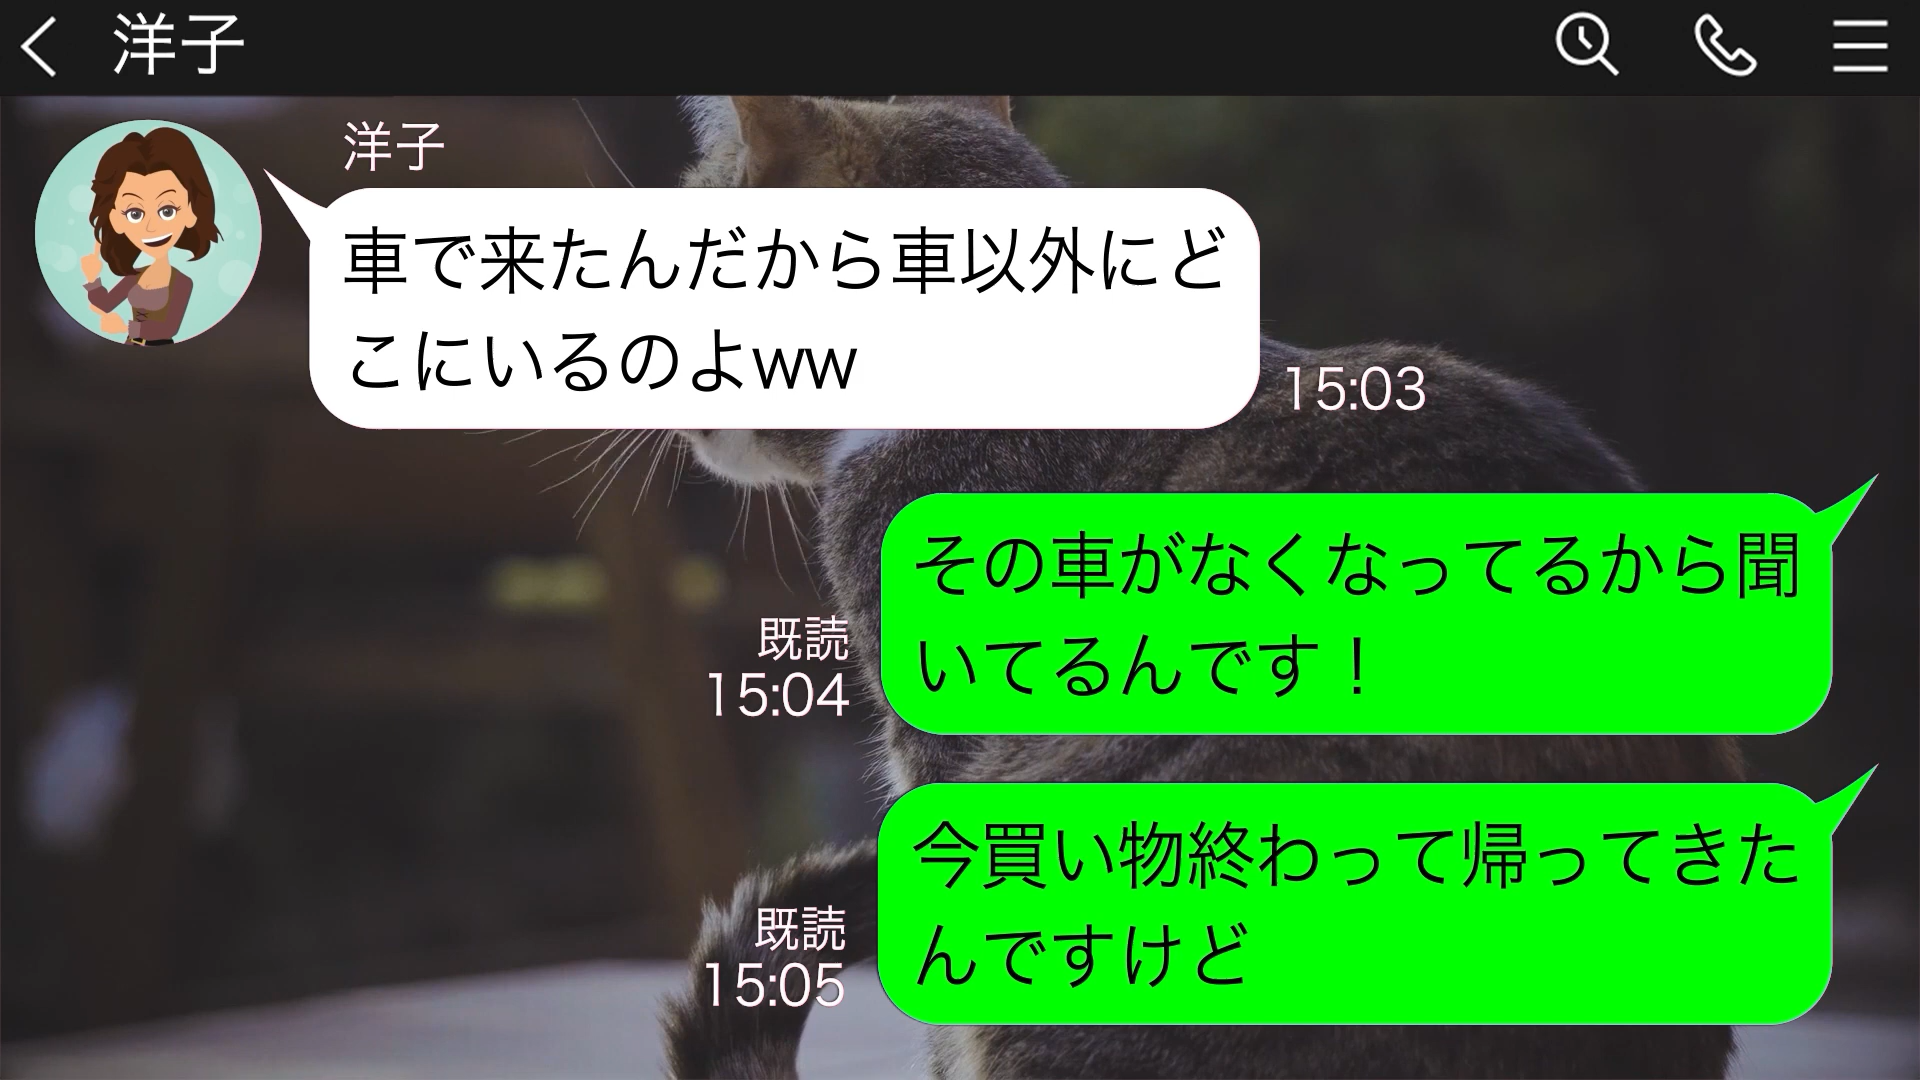 洋子
洋子
車で来たんだから車以外にど
こにいるのよww
15:03
その車がなくなってるから聞
いてるんです！
既読
15:04
今買い物終わって帰ってきた
んですけど
既読
15:05